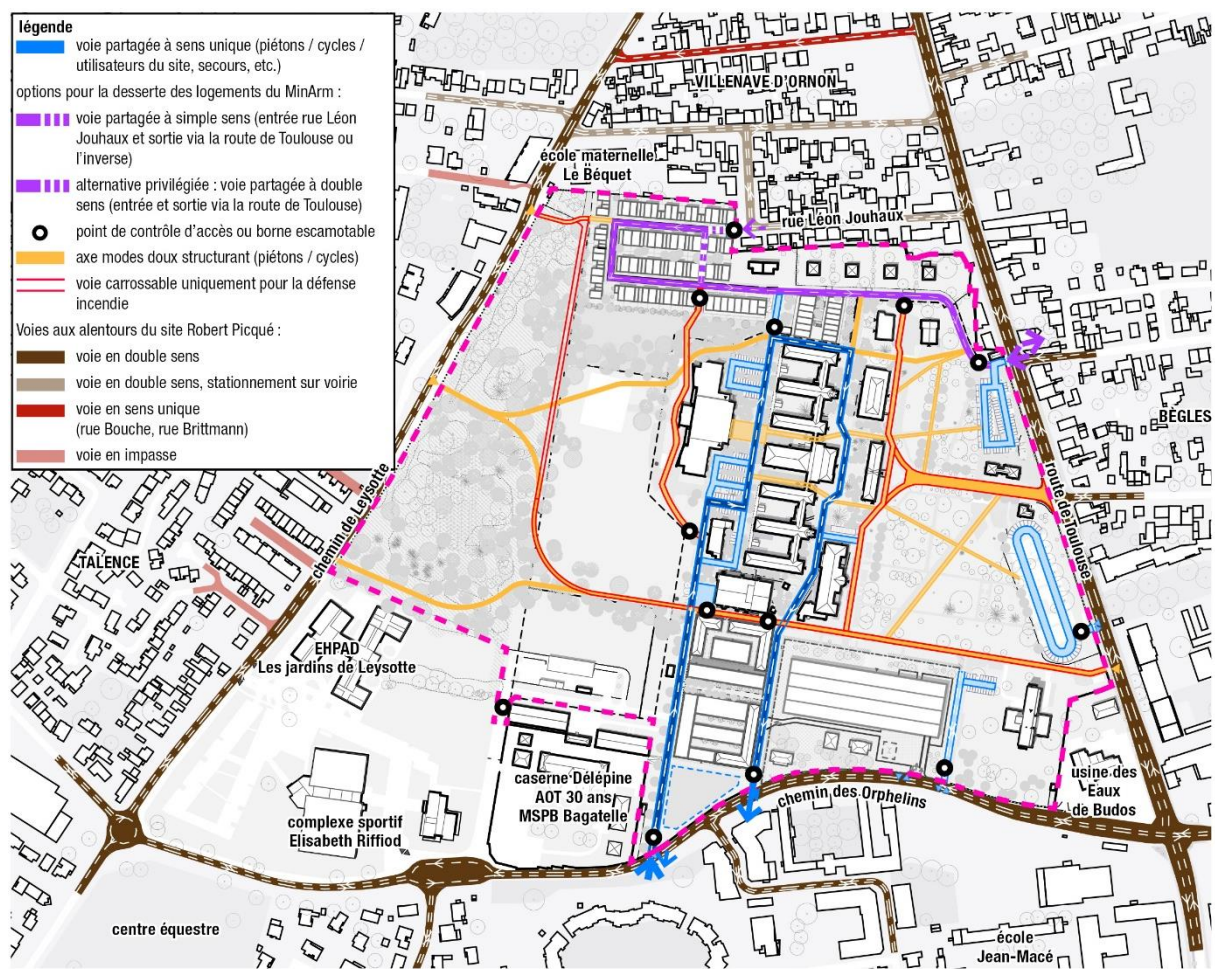 légende
voie partagée à sens unique (piétons / cycles /
utilisateurs du site, secours, etc.)
options pour la desserte des logements du MinArm :
voie partagée à simple sens (entrée rue Léon
Jouhaux et sortie via la route de Toulouse ou
l'inverse)
alternative privilégiée : voie partagée à double
sens (entrée et sortie via la route de Toulouse)
point de contrôle d'accès ou borne escamotable
axe modes doux structurant (piétons / cycles)
voie carrossable uniquement pour la défense
incendie
Voies aux alentours du site Robert Picqué :
voie en double sens
voie en double sens, stationnement sur voirie
voie en sens unique
(rue Bouche, rue Brittmann)
voie en impasse
VILLENAVE D'ORNON
école maternelle
Le Béquet
rue Léon Jouhaux
BÈGLES
route de Toulouse
chemin de Leysotte
TALENCE
EHPAD
Les jardins de Leysotte
caserne Délépine
AOT 30 ans
MSPB Bagatelle
complexe sportif
Elisabeth Riffiod
chemin des Orphelins
usine des
Eaux
de Budos
centre équestre
école
Jean-Macé